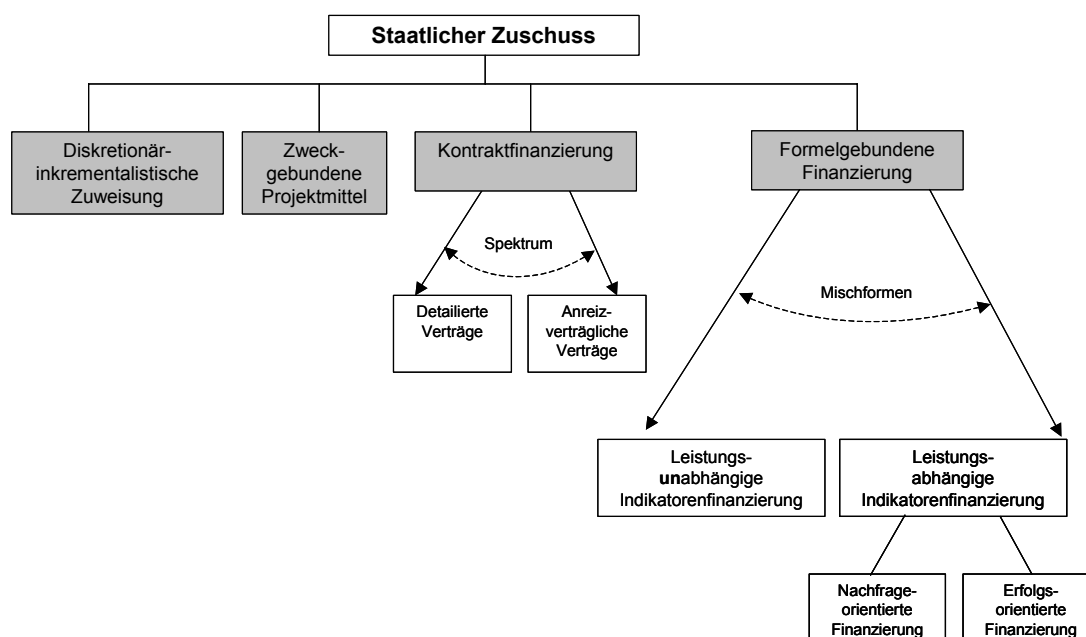 Staatlicher Zuschuss
Diskretionär-
inkrementalistische
Zuweisung
Zweck-
gebundene
Projektmittel
Kontraktfinanzierung
Formelgebundene
Finanzierung
Spektrum
Mischformen
Detailierte
Verträge
Anreiz-
verträgliche
Verträge
Leistungs-
unabhängige
Indikatorenfinanzierung
Leistungs-
abhängige
Indikatorenfinanzierung
Nachfrage-
orientierte
Finanzierung
Erfolgs-
orientierte
Finanzierung